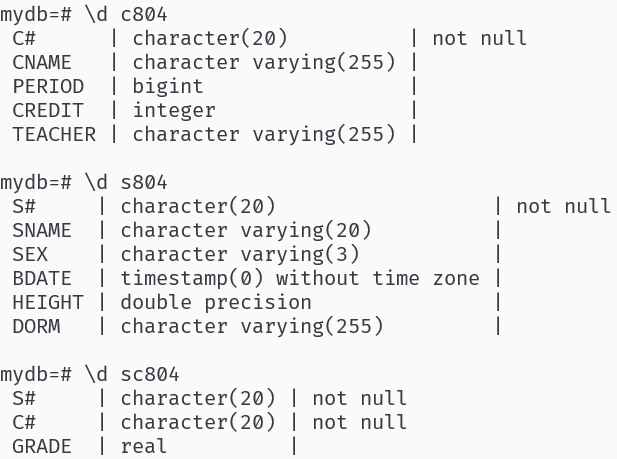 mydb=# \d c804
C#      | character(20)          | not null
CNAME   | character varying(255) |
PERIOD  | bigint                 |
CREDIT  | integer                |
TEACHER | character varying(255) |
mydb=# \d s804
S#     | character(20)                  | not null
SNAME  | character varying(20)          |
SEX    | character varying(3)           |
BDATE  | timestamp(0) without time zone |
HEIGHT | double precision               |
DORM   | character varying(255)         |
mydb=# \d sc804
S#     | character(20) | not null
C#     | character(20) | not null
GRADE  | real          |